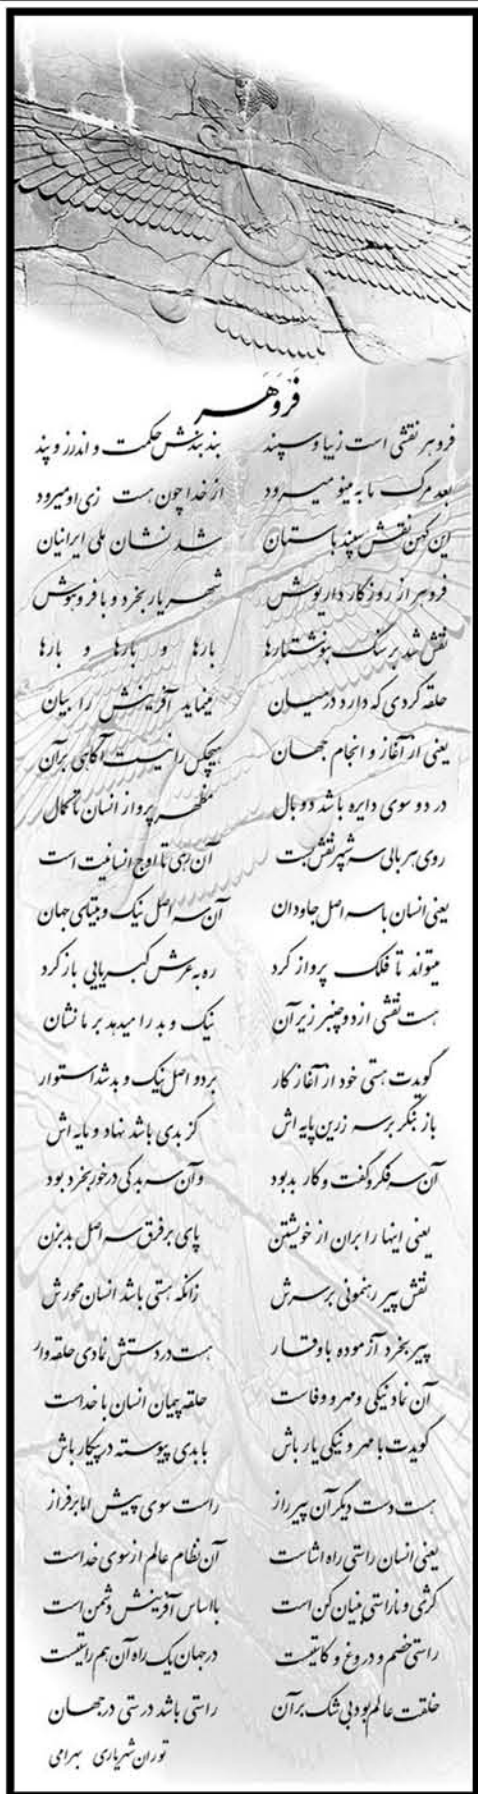 فَرَوَهَر
فروهر نقشی است زیبا و سپند بند بندش حکمت و اندرز و پند
بعد مرگ ما به مینو میرود از خدا چون هست زی او میرود
این کهن نقش سپند باستان شد نشان ملی ایرانیان
فروهر از روزگار داریوش شهریار بخرد و با فر و هوش
نقش شد بر سنگ بنوشتارها بارها و بارها و بارها
حلقه گردی که دارد در میان مینماید آفرینش را بیان
یعنی از آغاز و انجام جهان هیچکس را نیست آگاهی بر آن
در دو سوی دایره باشد دو بال مظهر پرواز انسان تا کمال
روی هر بالی سه شهپر نقش بست آن رهی تا اوج انسانیت است
یعنی انسان با سه اصل جاودان آن سه اصل نیک و بیتای جهان
میتواند تا فلک پرواز کرد ره به عرش کبریایی باز کرد
هست نقشی از دو چنبر زیر آن نیک و بد را میدهد بر ما نشان
گویدت هستی خود از آغاز کار بر دو اصل نیک و بد شد استوار
باز بنگر بر سه زرین پایه اش کز بدی باشد نهاد و مایه اش
آن سه فکر و گفت و کار بد بود وآن سه بد کی درخور بخرد بود
یعنی اینها را بران از خویشتن پای بر فرق سه اصل بد بزن
نقش پیر رهنمونی بر سرش زانکه هستی باشد انسان محورش
پیر بخرد آزموده با وقار هست در دستش نمادی حلقه وار
آن نماد نیکی و مهر و وفاست حلقه پیمان انسان با خداست
گویدت با مهر و نیکی یار باش با بدی پیوسته در پیکار باش
هست دست دیگر آن پیر راز راست سوی پیش اما بر فراز
یعنی انسان راستی راه اشاست آن نظام عالم از سوی خداست
کژی و ناراستی بنیان کن است با اساس آفرینش دشمن است
راستی خصم دروغ و کاستیست در جهان یک راه آن هم راستیست
خلقت عالم بود بی شک بر آن راستی باشد درستی در جهان
توران شهریاری بهرامی